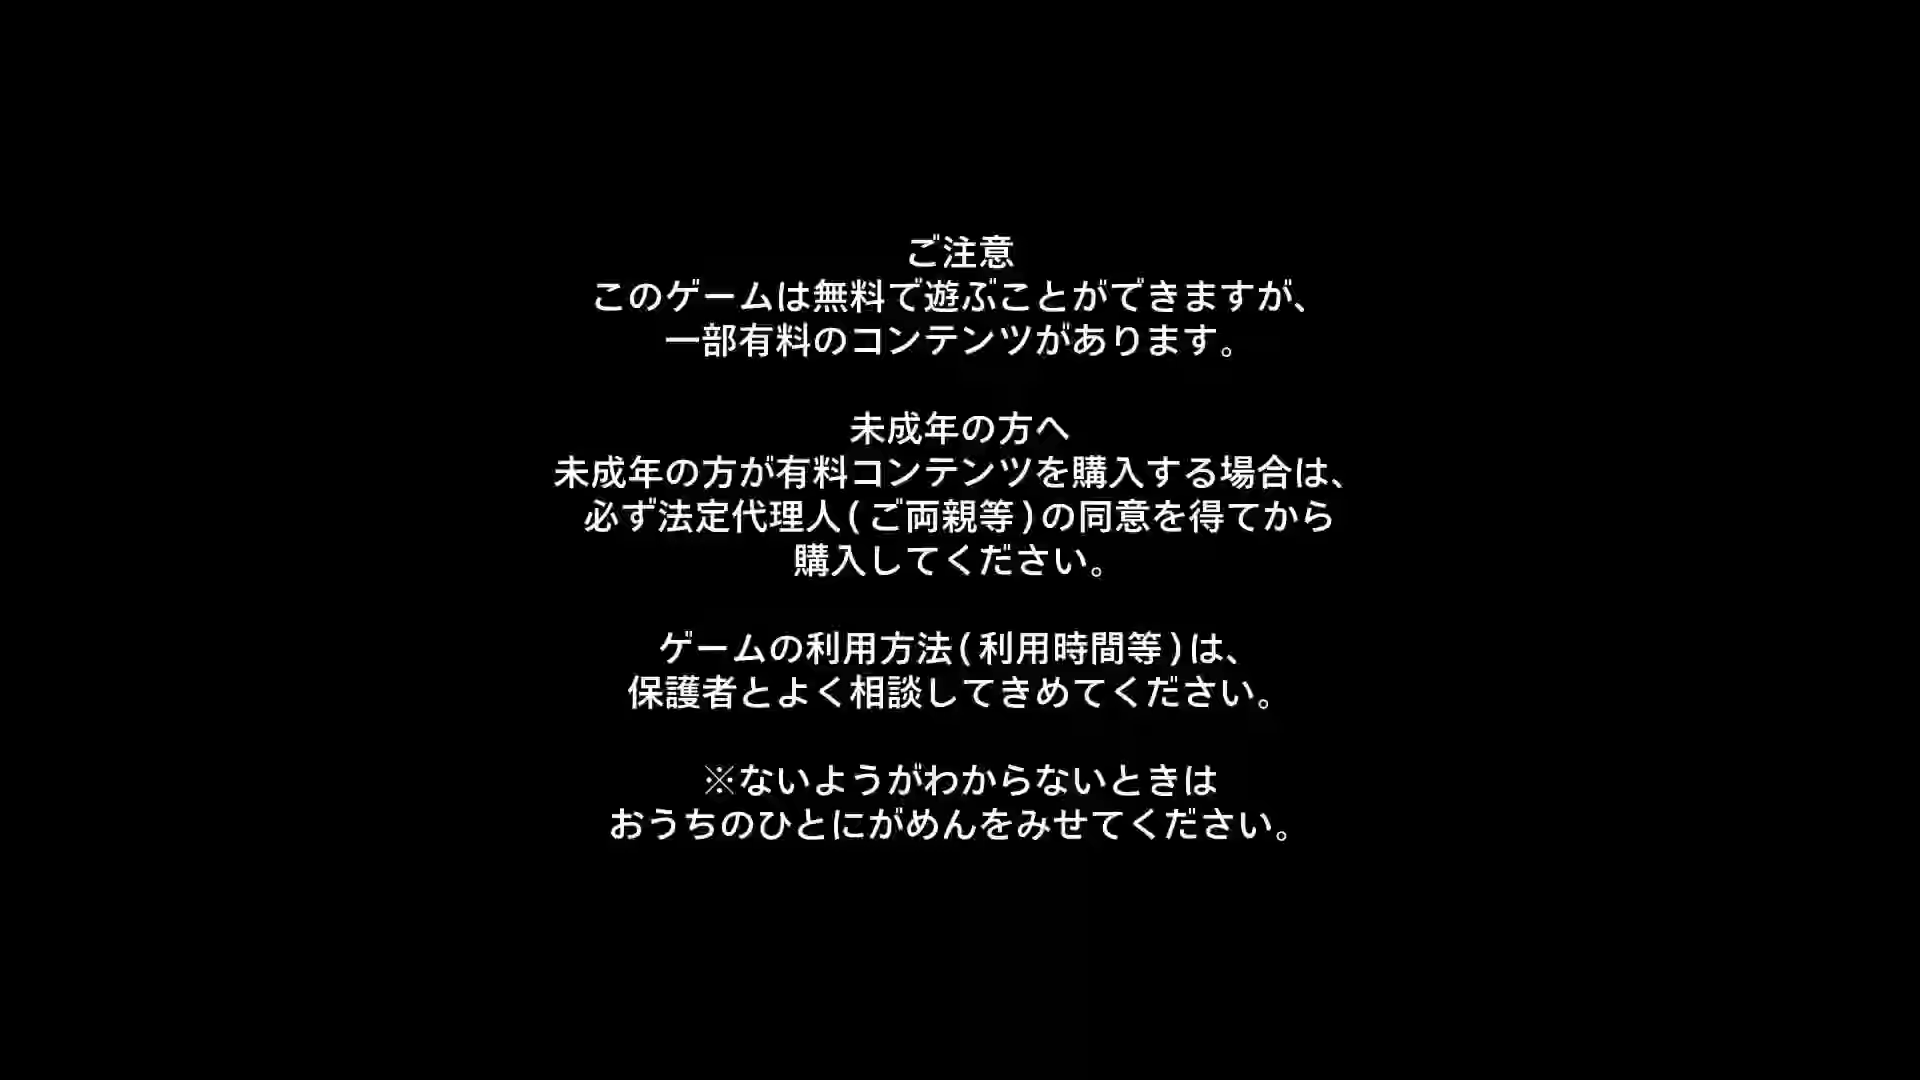 ご注意
このゲームは無料で遊ぶことができますが、
一部有料のコンテンツがあります。
未成年の方へ
未成年の方が有料コンテンツを購入する場合は、
必ず法定代理人(ご両親等)の同意を得てから
購入してください。
ゲームの利用方法(利用時間等)は、
保護者とよく相談してきめてください。
※ないようがわからないときは
おうちのひとにがめんをみせてください。